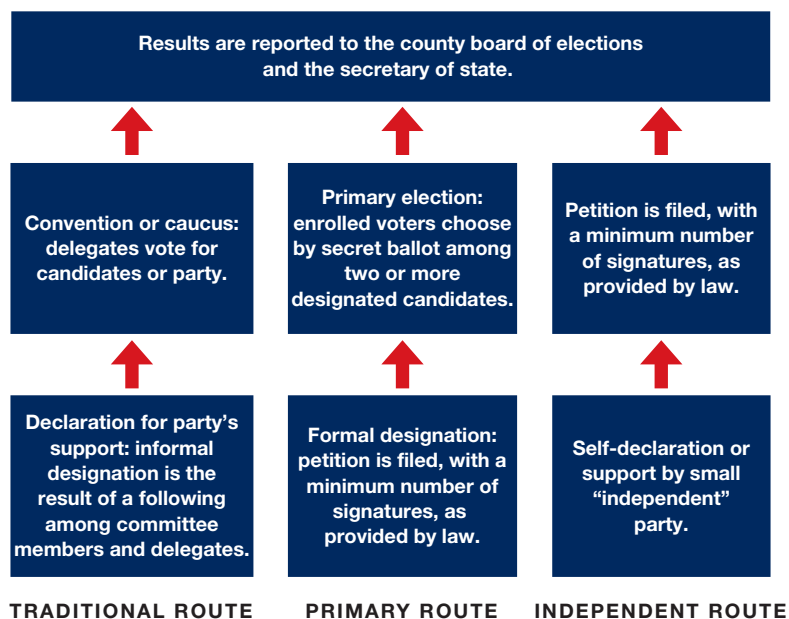 Results are reported to the county board of elections
and the secretary of state.
Convention or caucus:
delegates vote for
candidates or party.
Primary election:
enrolled voters choose
by secret ballot among
two or more
designated candidates.
Petition is filed, with
a minimum number
of signatures, as
provided by law.
Declaration for party’s
support: informal
designation is the
result of a following
among committee
members and delegates.
Formal designation:
petition is filed, with a
minimum number of
signatures, as
provided by law.
Self-declaration or
support by small
“independent”
party.
TRADITIONAL ROUTE
PRIMARY ROUTE
INDEPENDENT ROUTE